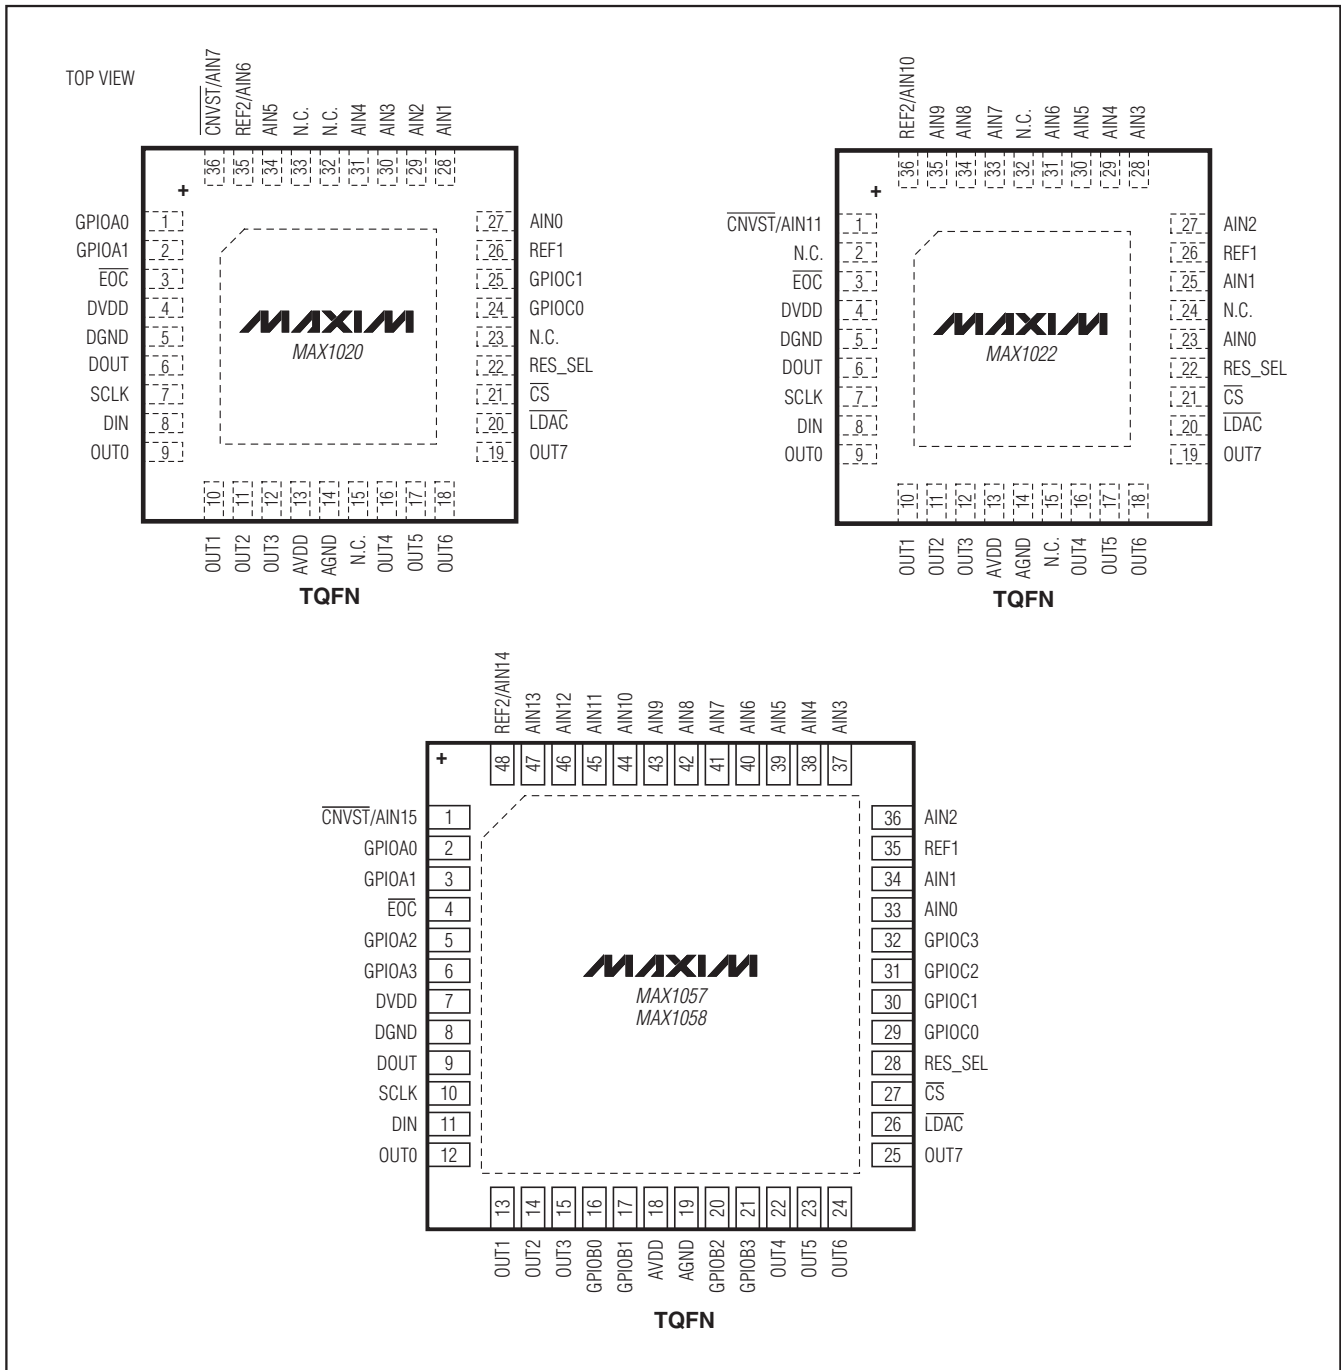 TOP VIEW
CNVST/AIN7
REF2/AIN6
AIN5
N.C.
N.C.
AIN4
AIN3
AIN2
AIN1
36
35
34
33
32
31
30
29
28
+
GPIOA0 1
GPIOA1 2
EOC 3
DVDD 4
DGND 5
DOUT 6
SCLK 7
DIN 8
OUT0 9
MAXIM
MAX1020
27 AIN0
26 REF1
25 GPIOC1
24 GPIOC0
23 N.C.
22 RES_SEL
21 CS
20 LDAC
19 OUT7
10
11
12
13
14
15
16
17
18
OUT1
OUT2
OUT3
AVDD
AGND
N.C.
OUT4
OUT5
OUT6
TQFN
REF2/AIN10
AIN9
AIN8
AIN7
N.C.
AIN6
AIN5
AIN4
AIN3
36
35
34
33
32
31
30
29
28
+
CNVST/AIN11 1
N.C. 2
EOC 3
DVDD 4
DGND 5
DOUT 6
SCLK 7
DIN 8
OUT0 9
MAXIM
MAX1022
27 AIN2
26 REF1
25 AIN1
24 N.C.
23 AIN0
22 RES_SEL
21 CS
20 LDAC
19 OUT7
10
11
12
13
14
15
16
17
18
OUT1
OUT2
OUT3
AVDD
AGND
N.C.
OUT4
OUT5
OUT6
TQFN
REF2/AIN14
AIN13
AIN12
AIN11
AIN10
AIN9
AIN8
AIN7
AIN6
AIN5
AIN4
AIN3
48
47
46
45
44
43
42
41
40
39
38
37
+
CNVST/AIN15 1
GPIOA0 2
GPIOA1 3
EOC 4
GPIOA2 5
GPIOA3 6
DVDD 7
DGND 8
DOUT 9
SCLK 10
DIN 11
OUT0 12
MAXIM
MAX1057
MAX1058
36 AIN2
35 REF1
34 AIN1
33 AIN0
32 GPIOC3
31 GPIOC2
30 GPIOC1
29 GPIOC0
28 RES_SEL
27 CS
26 LDAC
25 OUT7
13
14
15
16
17
18
19
20
21
22
23
24
OUT1
OUT2
OUT3
GPIOB0
GPIOB1
AVDD
AGND
GPIOB2
GPIOB3
OUT4
OUT5
OUT6
TQFN